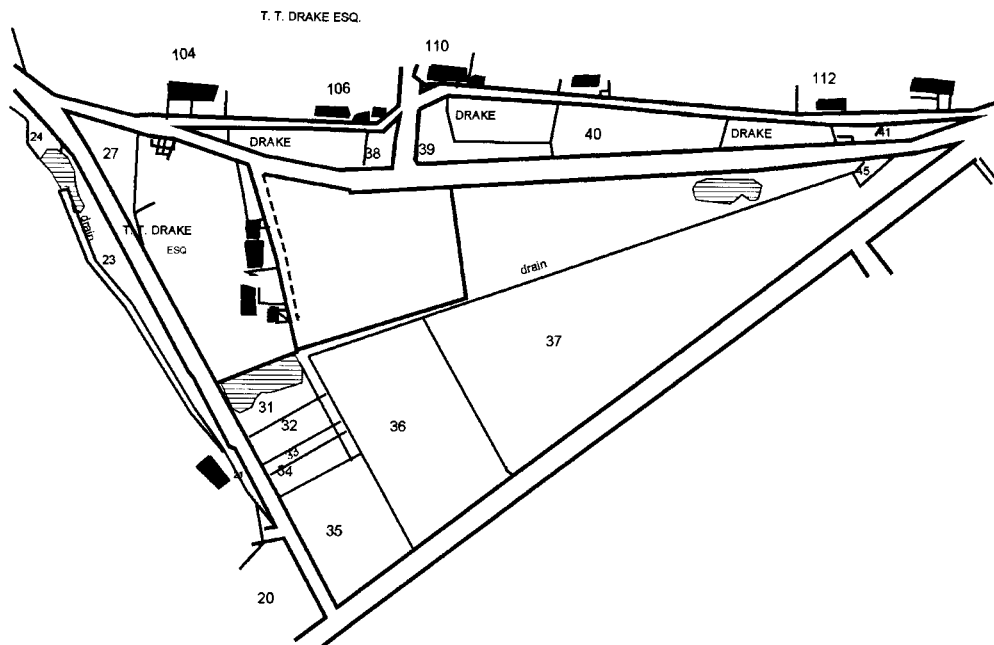 T. T. DRAKE ESQ.
104
110
106
112
24
27
DRAKE
38
39
DRAKE
40
DRAKE
41
45
drain
T. T. DRAKE
ESQ
23
drain
37
31
32
33
34
36
21
35
20